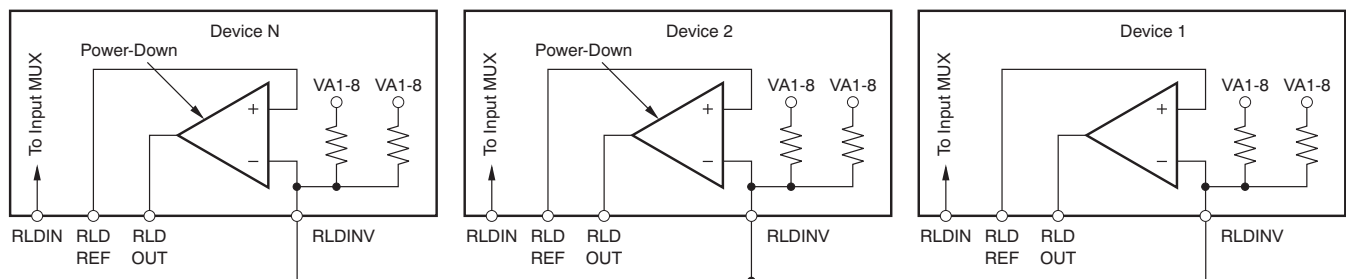 Device N
Power-Down
To Input MUX
VA1-8 VA1-8
+
−
RLDIN RLD REF RLD OUT RLDINV
Device 2
Power-Down
To Input MUX
VA1-8 VA1-8
+
−
RLDIN RLD REF RLD OUT RLDINV
Device 1
To Input MUX
VA1-8 VA1-8
+
−
RLDIN RLD REF RLD OUT RLDINV